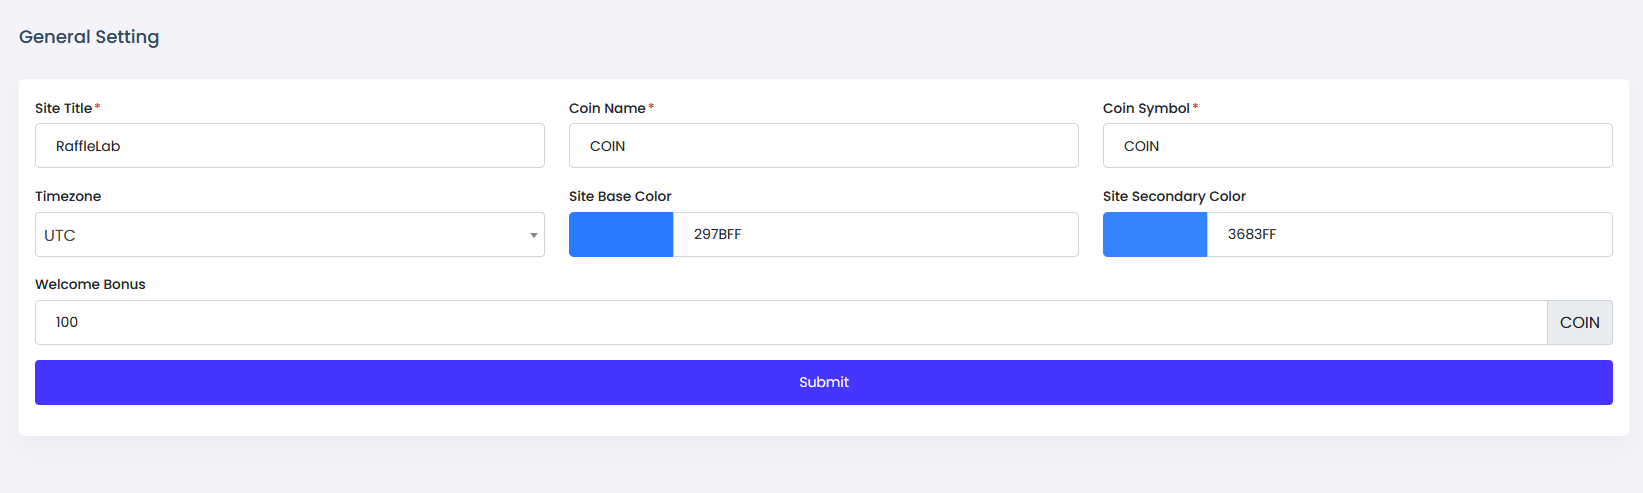 General Setting
Site Title *
Coin Name *
Coin Symbol *
RaffleLab
COIN
COIN
Timezone
Site Base Color
Site Secondary Color
UTC
297BFF
3683FF
Welcome Bonus
100
COIN
Submit